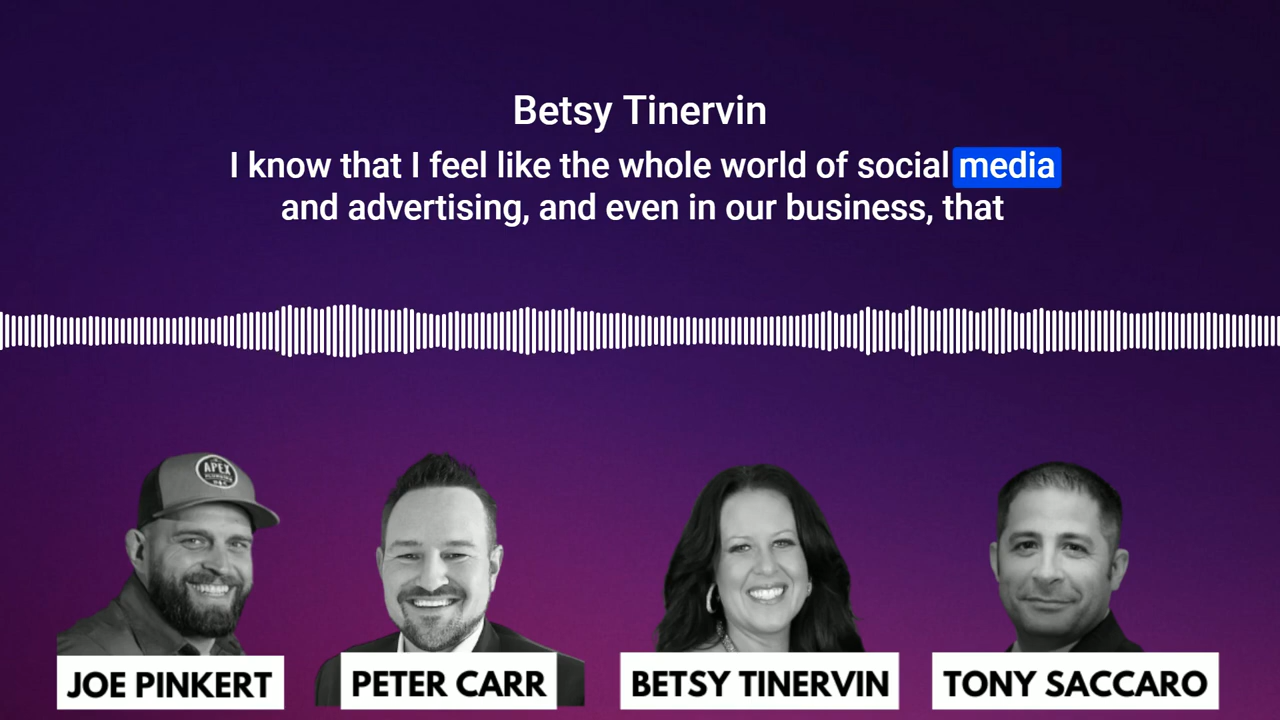 Betsy Tinervin
I know that I feel like the whole world of social media
and advertising, and even in our business, that
APEX
JOE PINKERT
PETER CARR
BETSY TINERVIN
TONY SACCARO